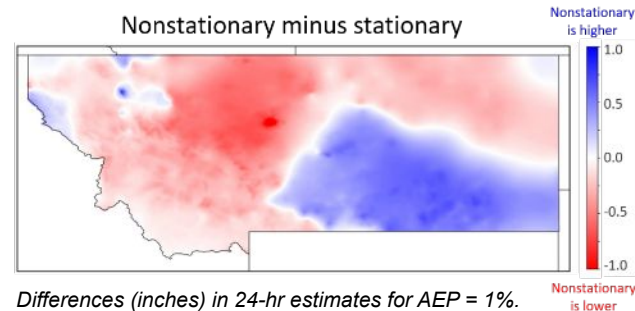 Nonstationary minus stationary
Nonstationary
is higher
1.0
0.5
0.0
-0.5
-1.0
Nonstationary
is lower
Differences (inches) in 24-hr estimates for AEP = 1%.